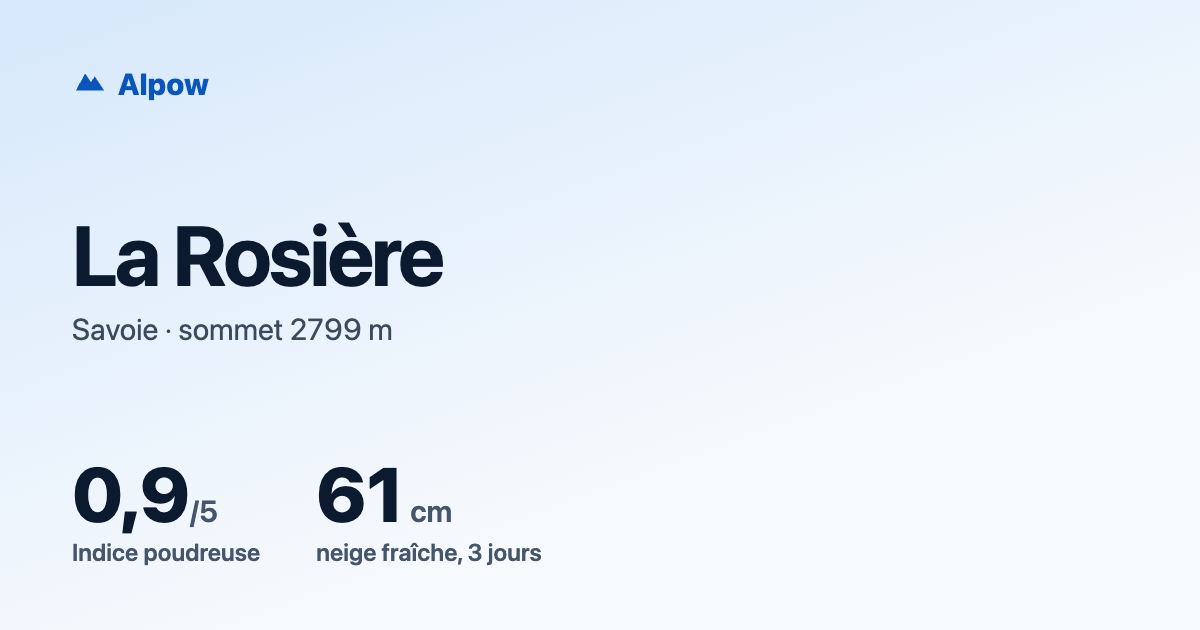 Alpow
La Rosière
Savoie · sommet 2799 m
0,9/5
Indice poudreuse
61 cm
neige fraîche, 3 jours